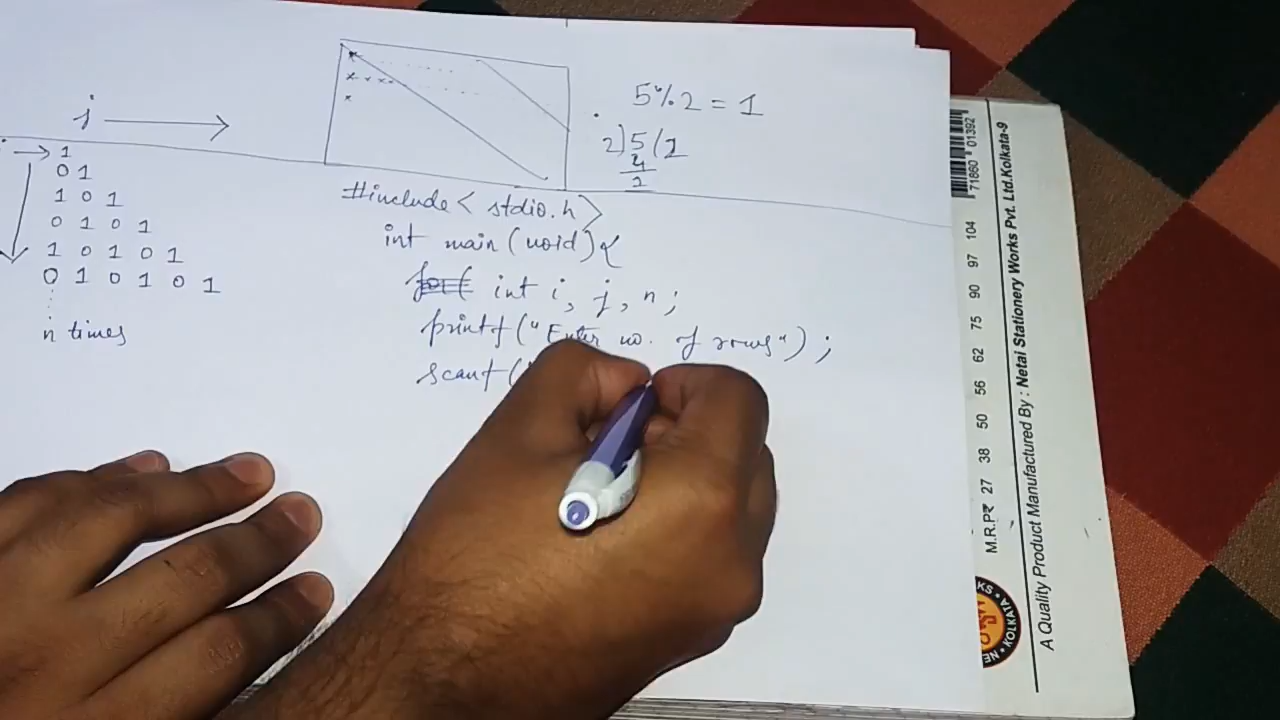 j →
5%2 = 1
2)5(2
4
1
i → 1
0 1
1 0 1
0 1 0 1
1 0 1 0 1
0 1 0 1 0 1
n times
#include < stdio.h >
int main (void) {
int i, j, n;
printf ("Enter no. of rows");
scanf ("
71860 01392
M.R.P₹ 27 38 50 56 62 75 90 97 104
A Quality Product Manufactured By : Netai Stationery Works Pvt. Ltd.Kolkata-9